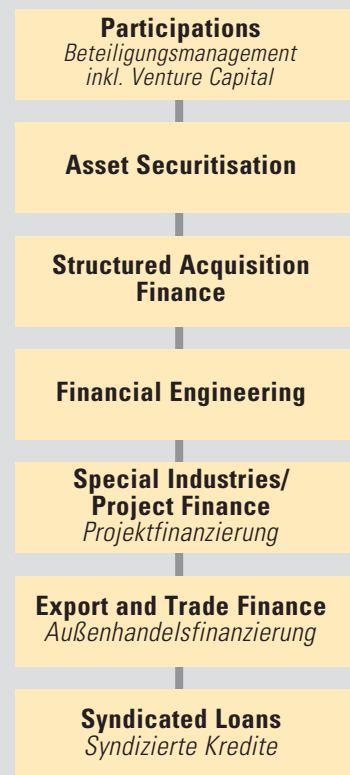 Participations
Beteiligungsmanagement
inkl. Venture Capital
Asset Securitisation
Structured Acquisition
Finance
Financial Engineering
Special Industries/
Project Finance
Projektfinanzierung
Export and Trade Finance
Außenhandelsfinanzierung
Syndicated Loans
Syndizierte Kredite